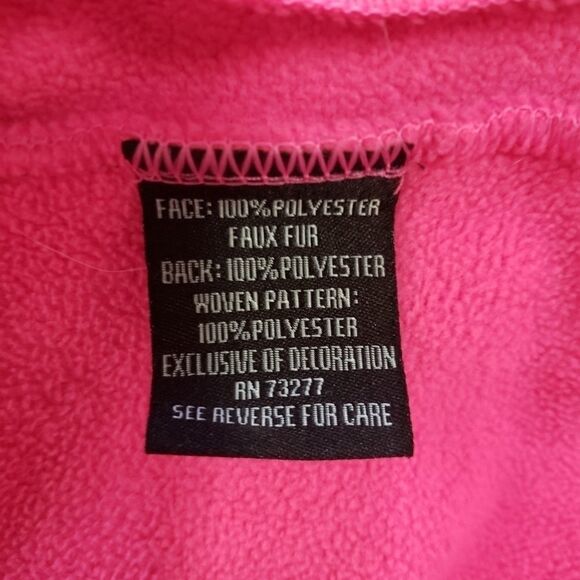 FACE: 100%POLYESTER
FAUX FUR
BACK: 100%POLYESTER
WOVEN PATTERN:
100%POLYESTER
EXCLUSIVE OF DECORATION
RN 73277
SEE REVERSE FOR CARE